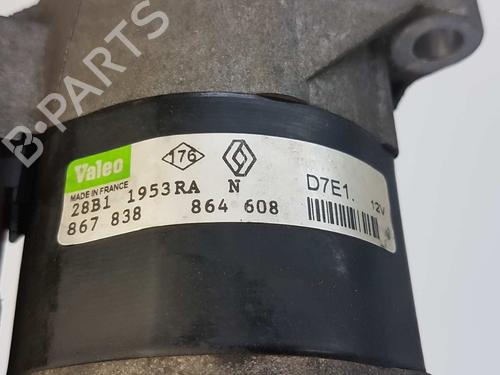 B-PARTS
Valeo
MADE IN FRANCE
176
28B1 1953RA N
867 838 864 608
D7E1. 12V